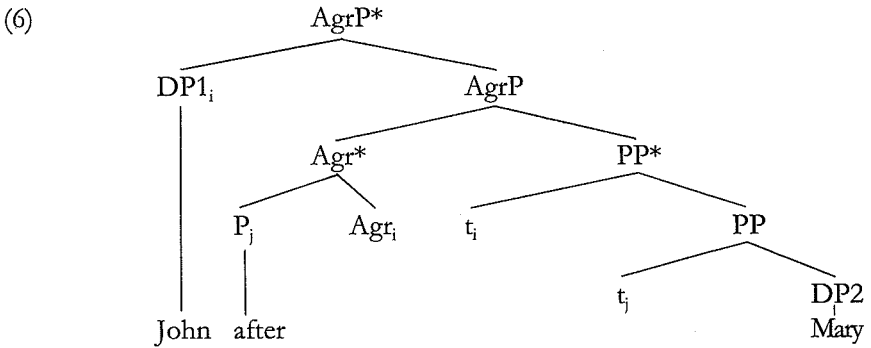 (6) AgrP*
DP1i AgrP
Agr* PP*
Pj Agri ti PP
tj DP2
John after Mary